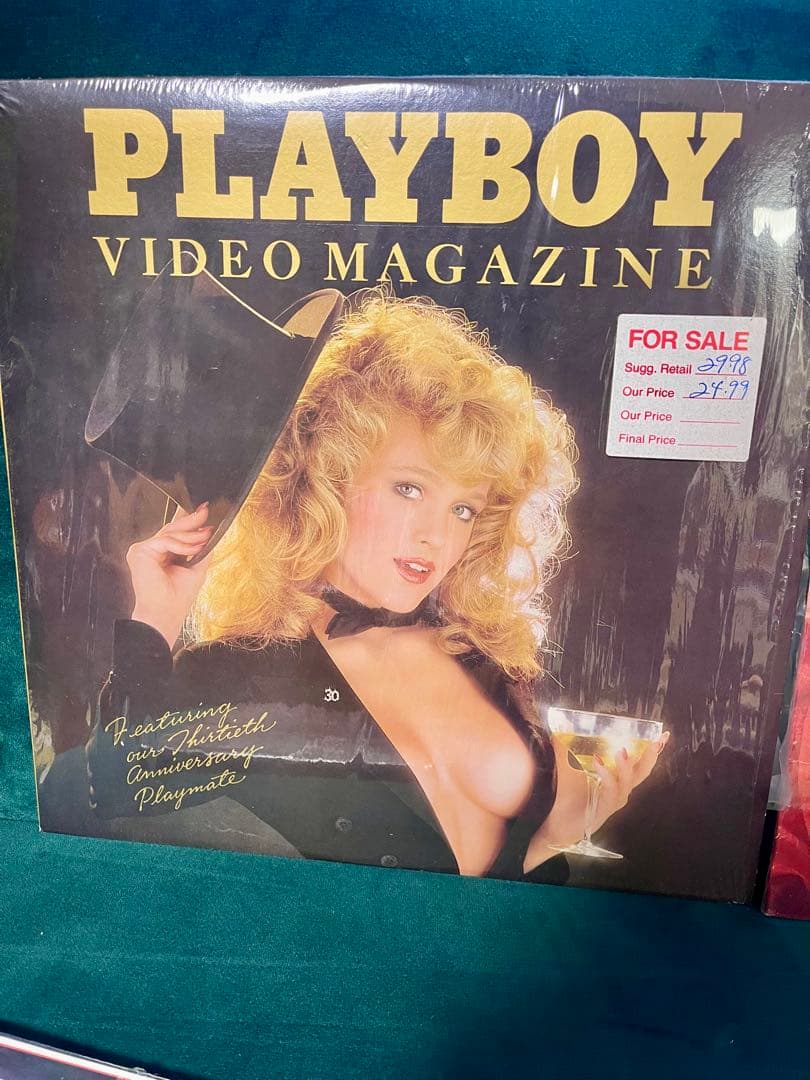 PLAYBOY
VIDEO MAGAZINE
FOR SALE
Sugg. Retail 29.98
Our Price 24.99
Our Price
Final Price
30
Featuring
our Thirtieth
Anniversary
Playmate